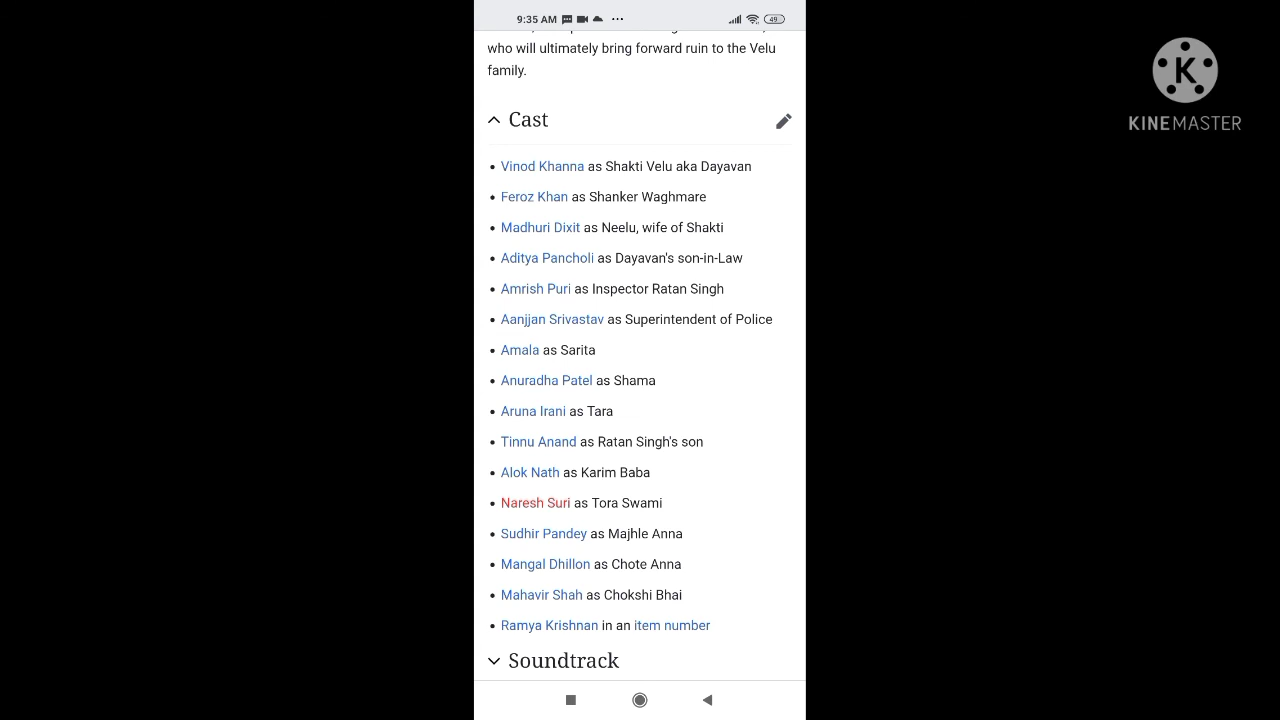 9:35 AM
49
who will ultimately bring forward ruin to the Velu
family.
Cast
• Vinod Khanna as Shakti Velu aka Dayavan
• Feroz Khan as Shanker Waghmare
• Madhuri Dixit as Neelu, wife of Shakti
• Aditya Pancholi as Dayavan's son-in-Law
• Amrish Puri as Inspector Ratan Singh
• Aanjjan Srivastav as Superintendent of Police
• Amala as Sarita
• Anuradha Patel as Shama
• Aruna Irani as Tara
• Tinnu Anand as Ratan Singh's son
• Alok Nath as Karim Baba
• Naresh Suri as Tora Swami
• Sudhir Pandey as Majhle Anna
• Mangal Dhillon as Chote Anna
• Mahavir Shah as Chokshi Bhai
• Ramya Krishnan in an item number
Soundtrack
K
KINEMASTER